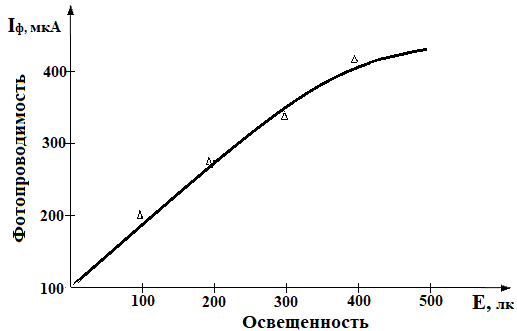 Iф, мкА
Фотопроводимость
400
300
200
100
100 200 300 400 500 E, лк
Освещенность